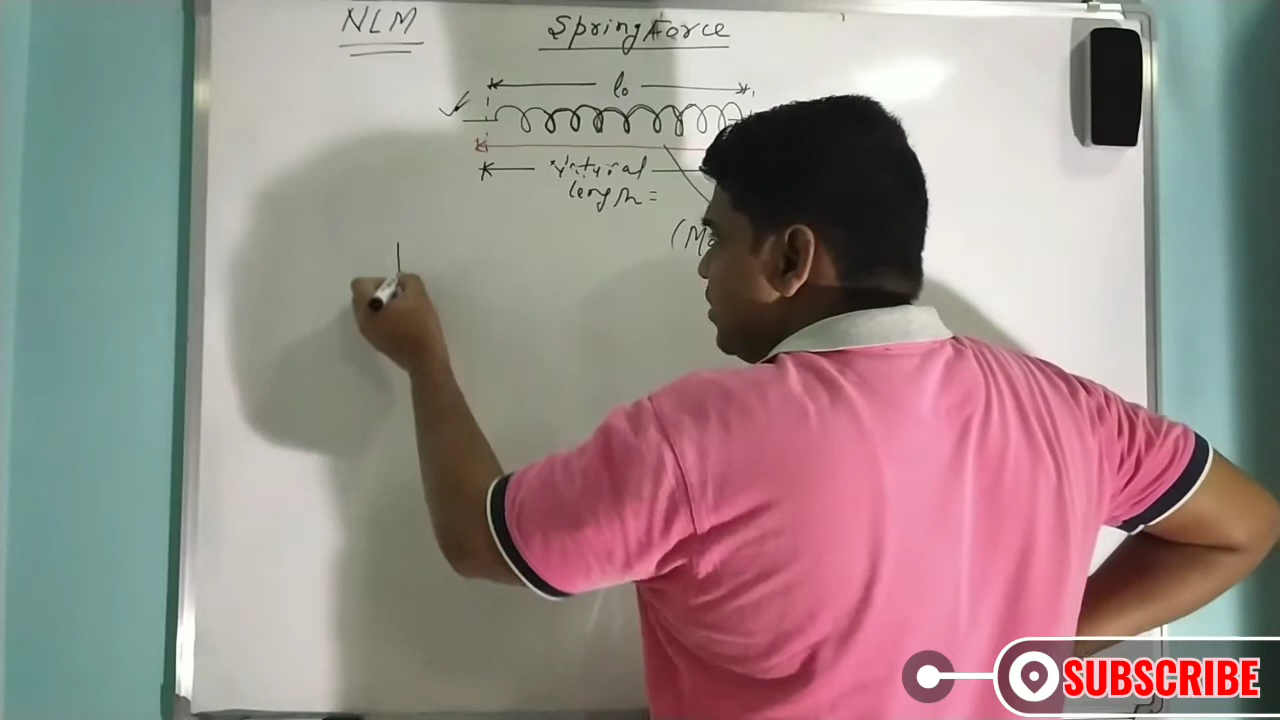 NLM
Spring Force
l₀
Natural
length =
(Ma
SUBSCRIBE